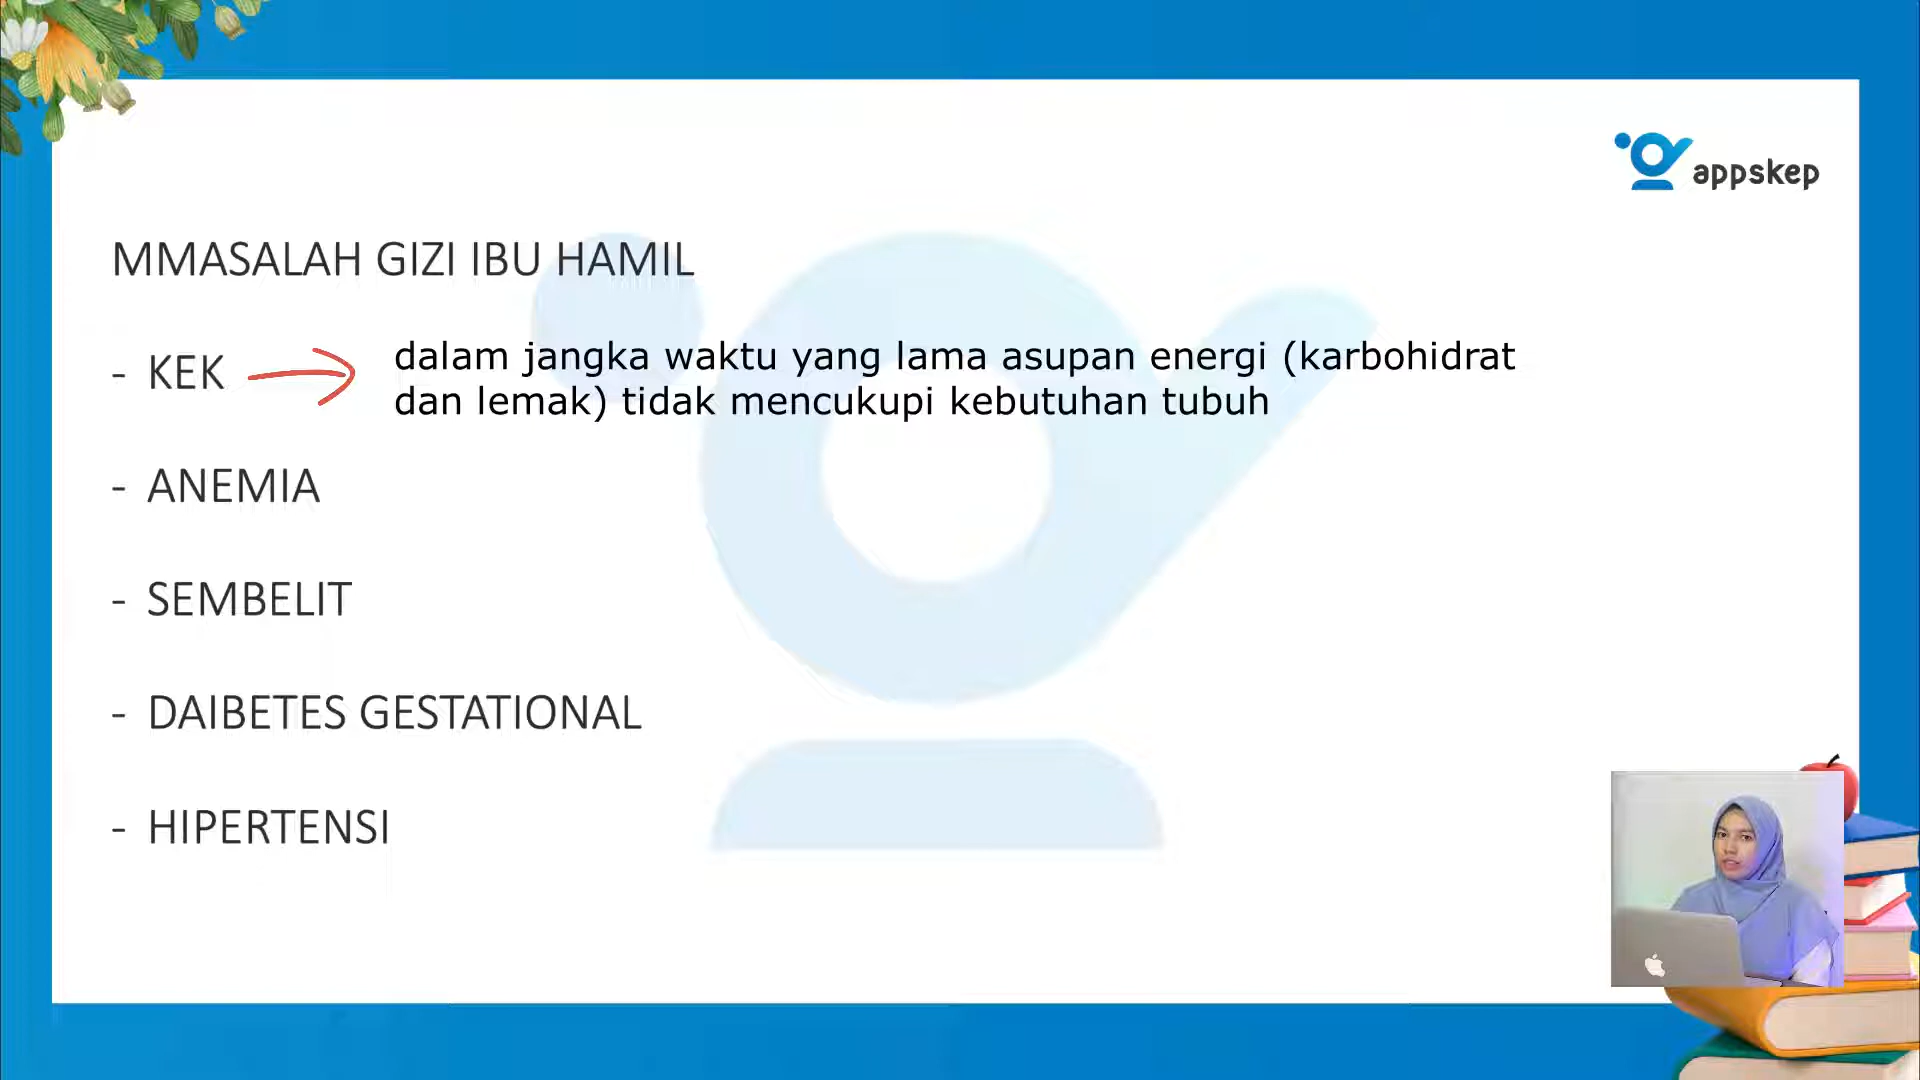 appskep
MMASALAH GIZI IBU HAMIL
- KEK
dalam jangka waktu yang lama asupan energi (karbohidrat
dan lemak) tidak mencukupi kebutuhan tubuh
- ANEMIA
- SEMBELIT
- DAIBETES GESTATIONAL
- HIPERTENSI